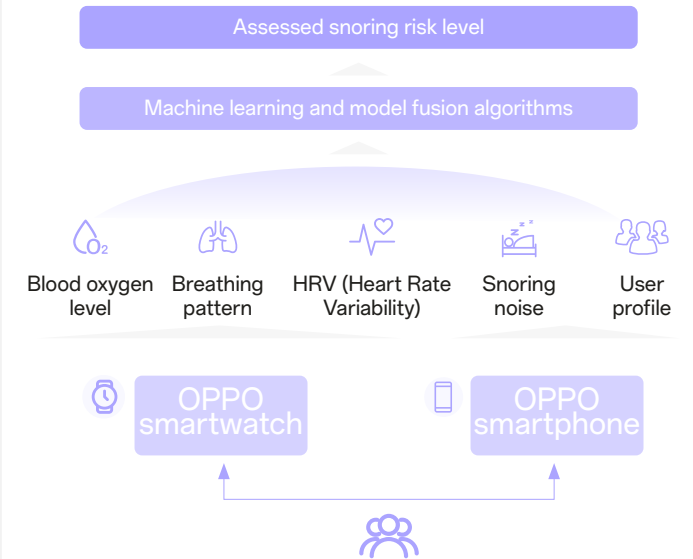 Assessed snoring risk level
Machine learning and model fusion algorithms
O₂
Blood oxygen
level
Breathing
pattern
HRV (Heart Rate
Variability)
z z z z
Snoring
noise
User
profile
OPPO
smartwatch
OPPO
smartphone